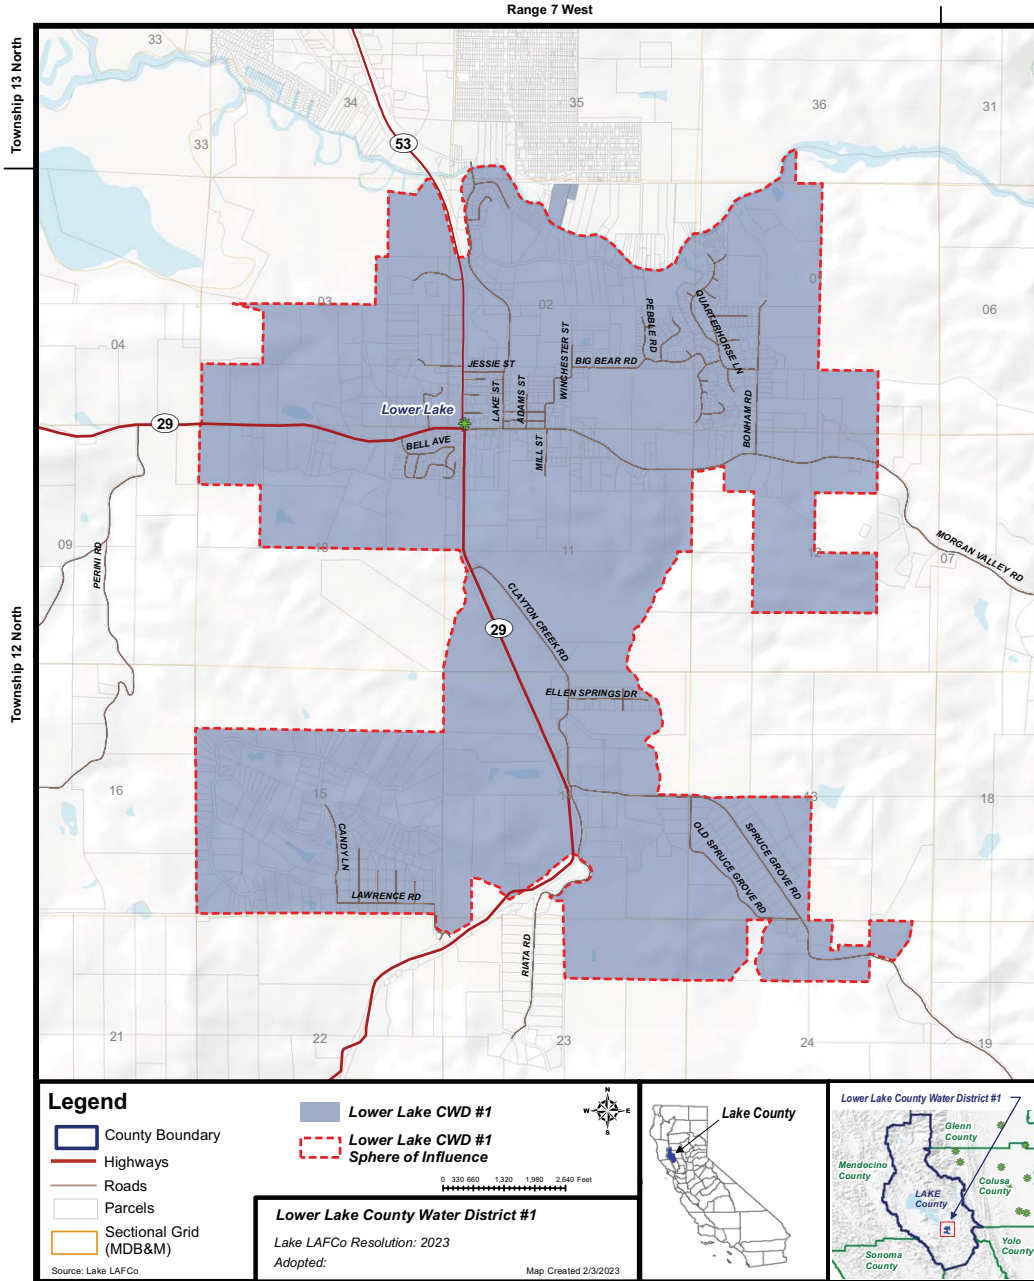 Range 7 West
Township 13 North
Township 12 North
33
34
35
36
31
33
53
03
02
04
06
PEBBLE RD
QUARTERHORSE LN
WINCHESTER ST
BIG BEAR RD
JESSIE ST
LAKE ST
ADAMS ST
Lower Lake
BONHAM RD
29
BELL AVE
MILL ST
09
10
11
12
07
MORGAN VALLEY RD
PERINI RD
CLAYTON CREEK RD
29
ELLEN SPRINGS DR
16
15
13
18
CANDY LN
OLD SPRUCE GROVE RD
SPRUCE GROVE RD
LAWRENCE RD
RIATA RD
21
22
23
24
19
Legend
County Boundary
Highways
Roads
Parcels
Sectional Grid
(MDB&M)
Source: Lake LAFCo
Lower Lake CWD #1
Lower Lake CWD #1
Sphere of Influence
N
W
E
S
0 330 660 1,320 1,980 2,640 Feet
Lower Lake County Water District #1
Lake LAFCo Resolution: 2023
Adopted:
Map Created 2/3/2023
Lake County
Lower Lake County Water District #1
Glenn
County
Mendocino
County
Colusa
County
LAKE
County
Yolo
County
Sonoma
County